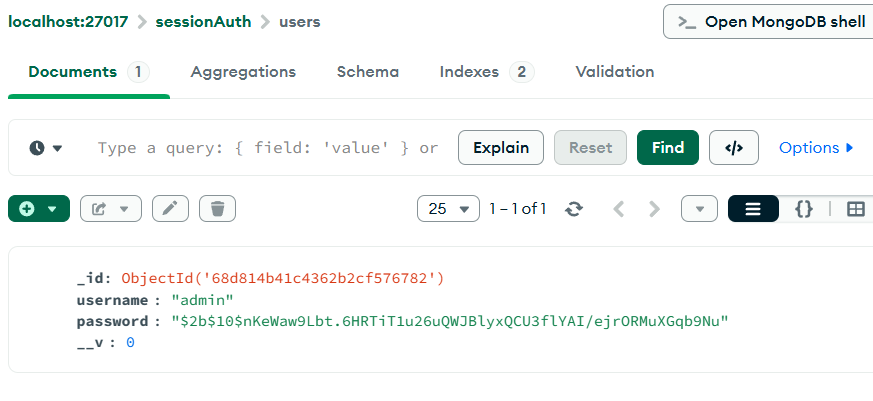 localhost:27017 > sessionAuth > users
>_ Open MongoDB shell
Documents 1 Aggregations Schema Indexes 2 Validation
Type a query: { field: 'value' } or Explain Reset Find </> Options
25 1 – 1 of 1 {}
_id: ObjectId('68d814b41c4362b2cf576782')
username : "admin"
password : "$2b$10$nKeWaw9Lbt.6HRTiT1u26uQWJBlyxQCU3flYAI/ejrORMuXGqb9Nu"
__v : 0